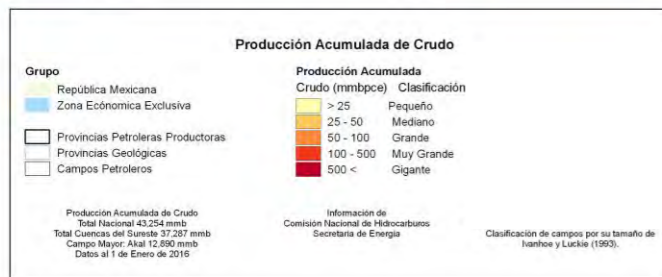 Producción Acumulada de Crudo
Grupo
República Mexicana
Zona Ecónomica Exclusiva
Provincias Petroleras Productoras
Provincias Geológicas
Campos Petroleros
Producción Acumulada
Crudo (mmbpce) Clasificación
> 25 Pequeño
25 - 50 Mediano
50 - 100 Grande
100 - 500 Muy Grande
500 < Gigante
Producción Acumulada de Crudo
Total Nacional 43,254 mmb
Total Cuencas del Sureste 37,287 mmb
Campo Mayor: Akal 12,890 mmb
Datos al 1 de Enero de 2016
Información de
Comisión Nacional de Hidrocarburos
Secretaria de Energia
Clasificación de campos por su tamaño de
Ivanhoe y Luckie (1993).